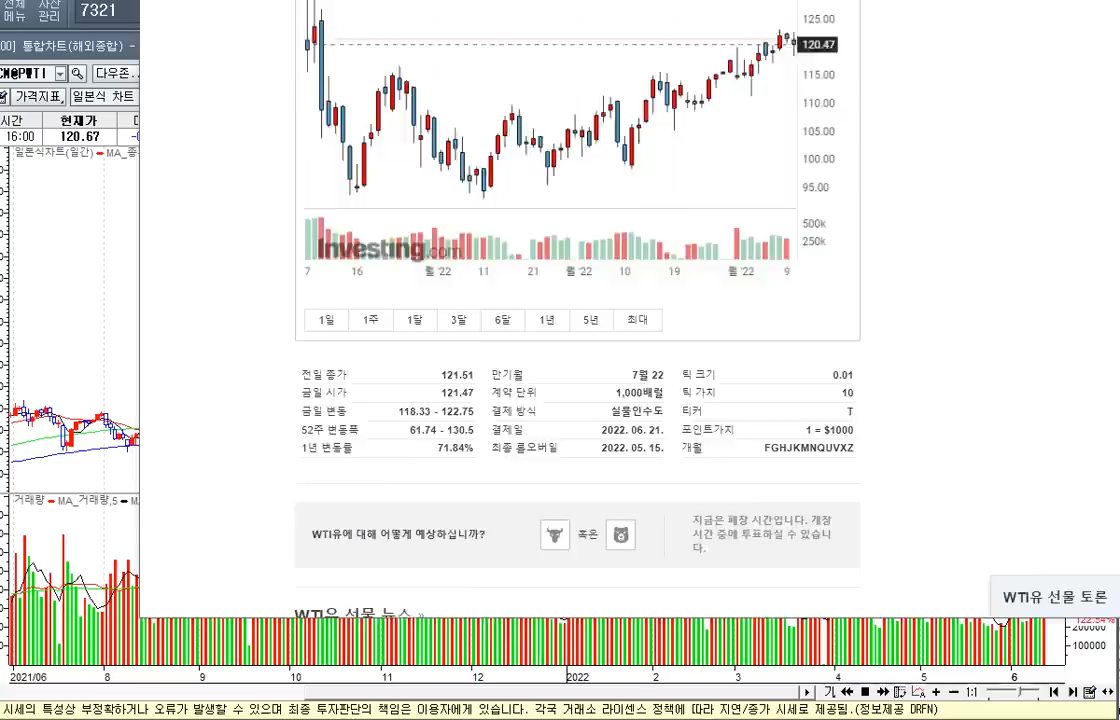 전체 자산 7321
메뉴 관리
00] 통합차트(해외종합) -
CM@PWTI 다우존..
가격지표, 일본식 차트
시간 현재가
16:00 120.67
일본식차트(일간) MA_종
거래량 MA_거래량,5
125.00
120.47
115.00
110.00
105.00
100.00
95.00
500k
250k
Investing.com
7 16 월 '22 11 21 월 '22 10 19 월 '22 9
1일 1주 1달 3달 6달 1년 5년 최대
전일 종가 121.51 만기월 7월 22 틱 크기 0.01
금일 시가 121.47 계약 단위 1,000배럴 틱 가치 10
금일 변동 118.33 - 122.75 결제 방식 실물인수도 티커 T
52주 변동폭 61.74 - 130.5 결제일 2022. 06. 21. 포인트가치 1 = $1000
1년 변동률 71.84% 최종 롤오버일 2022. 05. 15. 개월 FGHJKMNQUVXZ
WTI유에 대해 어떻게 예상하십니까? 혹은 지금은 폐장 시간입니다. 개장
시간 중에 투표하실 수 있습니
다.
WTI유 선물 뉴스 »
WTI유 선물 토론
200000
100000
2021/06 8 9 10 11 12 2022 2 3 4 5 6
1:1
시세의 특성상 부정확하거나 오류가 발생할 수 있으며 최종 투자판단의 책임은 이용자에게 있습니다. 각국 거래소 라이센스 정책에 따라 지연/종가 시세로 제공됨.(정보제공 DRFN)